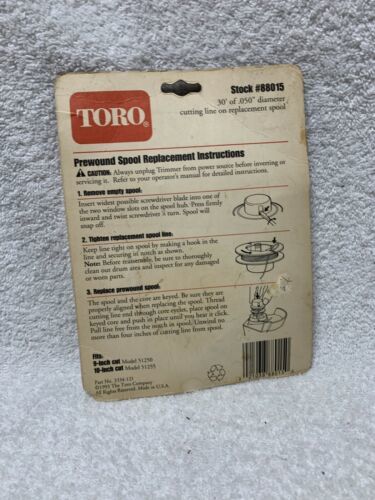 TORO®
Stock #88015
30' of .050" diameter
cutting line on replacement spool
Prewound Spool Replacement Instructions
CAUTION: Always unplug Trimmer from power source before inverting or
servicing it. Refer to your operator's manual for detailed instructions.
1. Remove empty spool:
Insert widest possible screwdriver blade into one of
the two window slots on the spool hub. Press firmly
inward and twist screwdriver ¼ turn. Spool will
snap off.
2. Tighten replacement spool line:
Keep line tight on spool by making a hook in the
line and securing it in notch as shown.
Note: Before reassembly, be sure to thoroughly
clean out drum area and inspect for any damaged
or worn parts.
3. Replace prewound spool:
The spool and the core are keyed. Be sure they are
properly aligned when replacing the spool. Thread
cutting line end through core eyelet, place spool on
keyed core and push in place until you hear it click.
Pull line free from the notch in spool. Unwind no
more than four inches of cutting line from spool.
Fits:
9-inch cut Model 51250
10-inch cut Model 51255
Part No. 3354-121
©1993 The Toro Company
All Rights Reserved. Made in U.S.A.